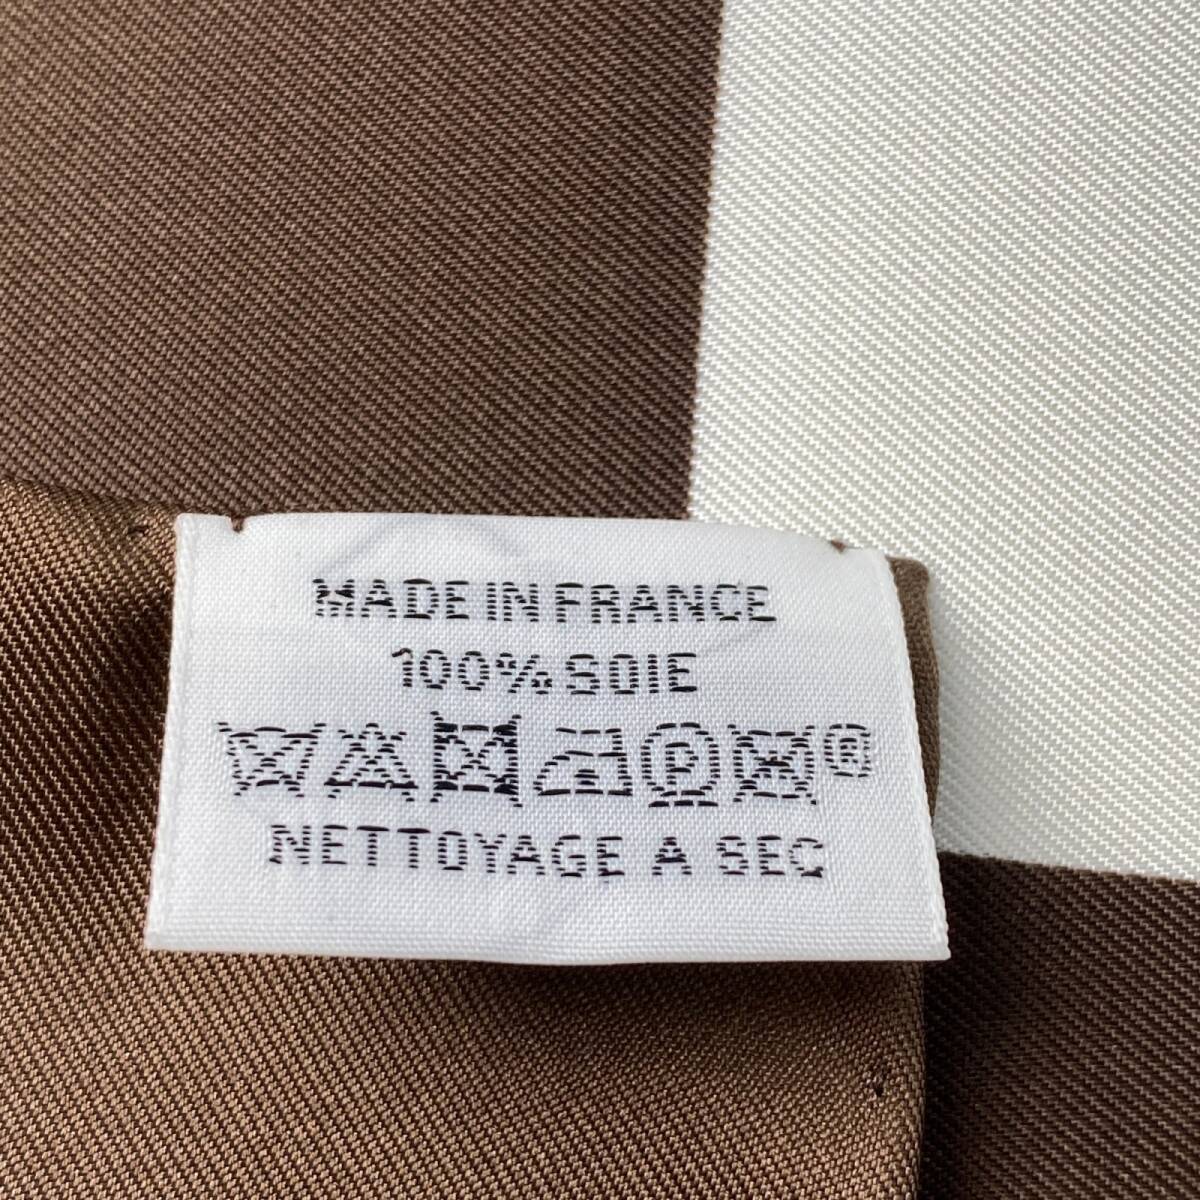 MADE IN FRANCE
100% SOIE
P ®
NETTOYAGE A SEC